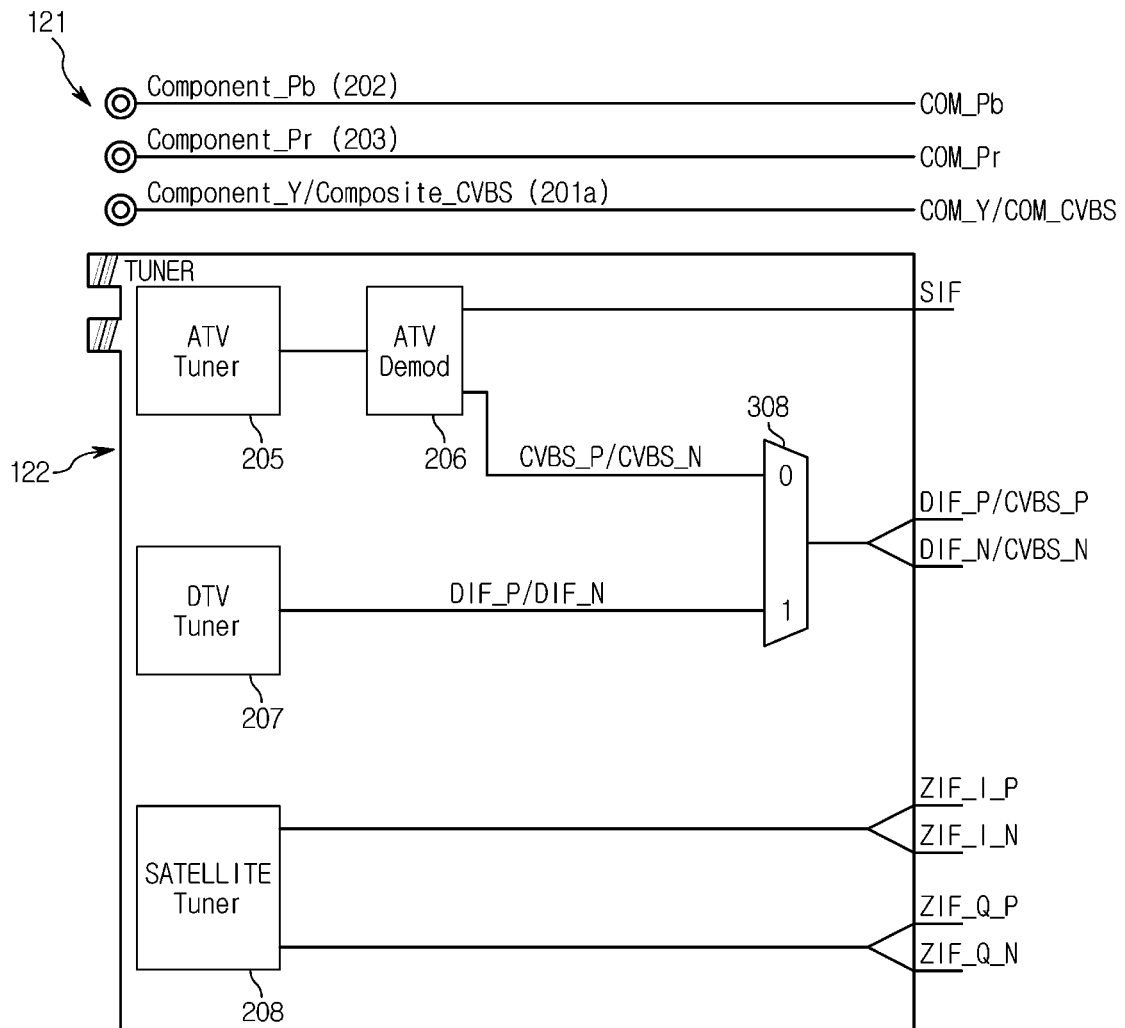 121
Component_Pb (202)
COM_Pb
Component_Pr (203)
COM_Pr
Component_Y/Composite_CVBS (201a)
COM_Y/COM_CVBS
TUNER
SIF
ATV
Tuner
ATV
Demod
205
206
308
122
CVBS_P/CVBS_N
0
DIF_P/CVBS_P
DIF_N/CVBS_N
DTV
Tuner
DIF_P/DIF_N
1
207
ZIF_I_P
ZIF_I_N
SATELLITE
Tuner
ZIF_Q_P
ZIF_Q_N
208